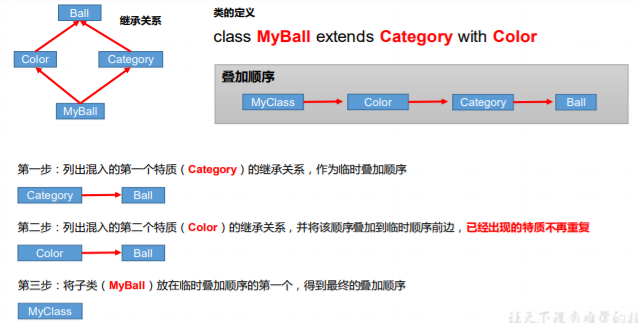 Ball
继承关系
Color
Category
MyBall
类的定义
class MyBall extends Category with Color
叠加顺序
MyClass
Color
Category
Ball
第一步：列出混入的第一个特质（Category）的继承关系，作为临时叠加顺序
Category
Ball
第二步：列出混入的第二个特质（Color）的继承关系，并将该顺序叠加到临时顺序前边，已经出现的特质不再重复
Color
Ball
第三步：将子类（MyBall）放在临时叠加顺序的第一个，得到最终的叠加顺序
MyClass
让天下没有难学的技